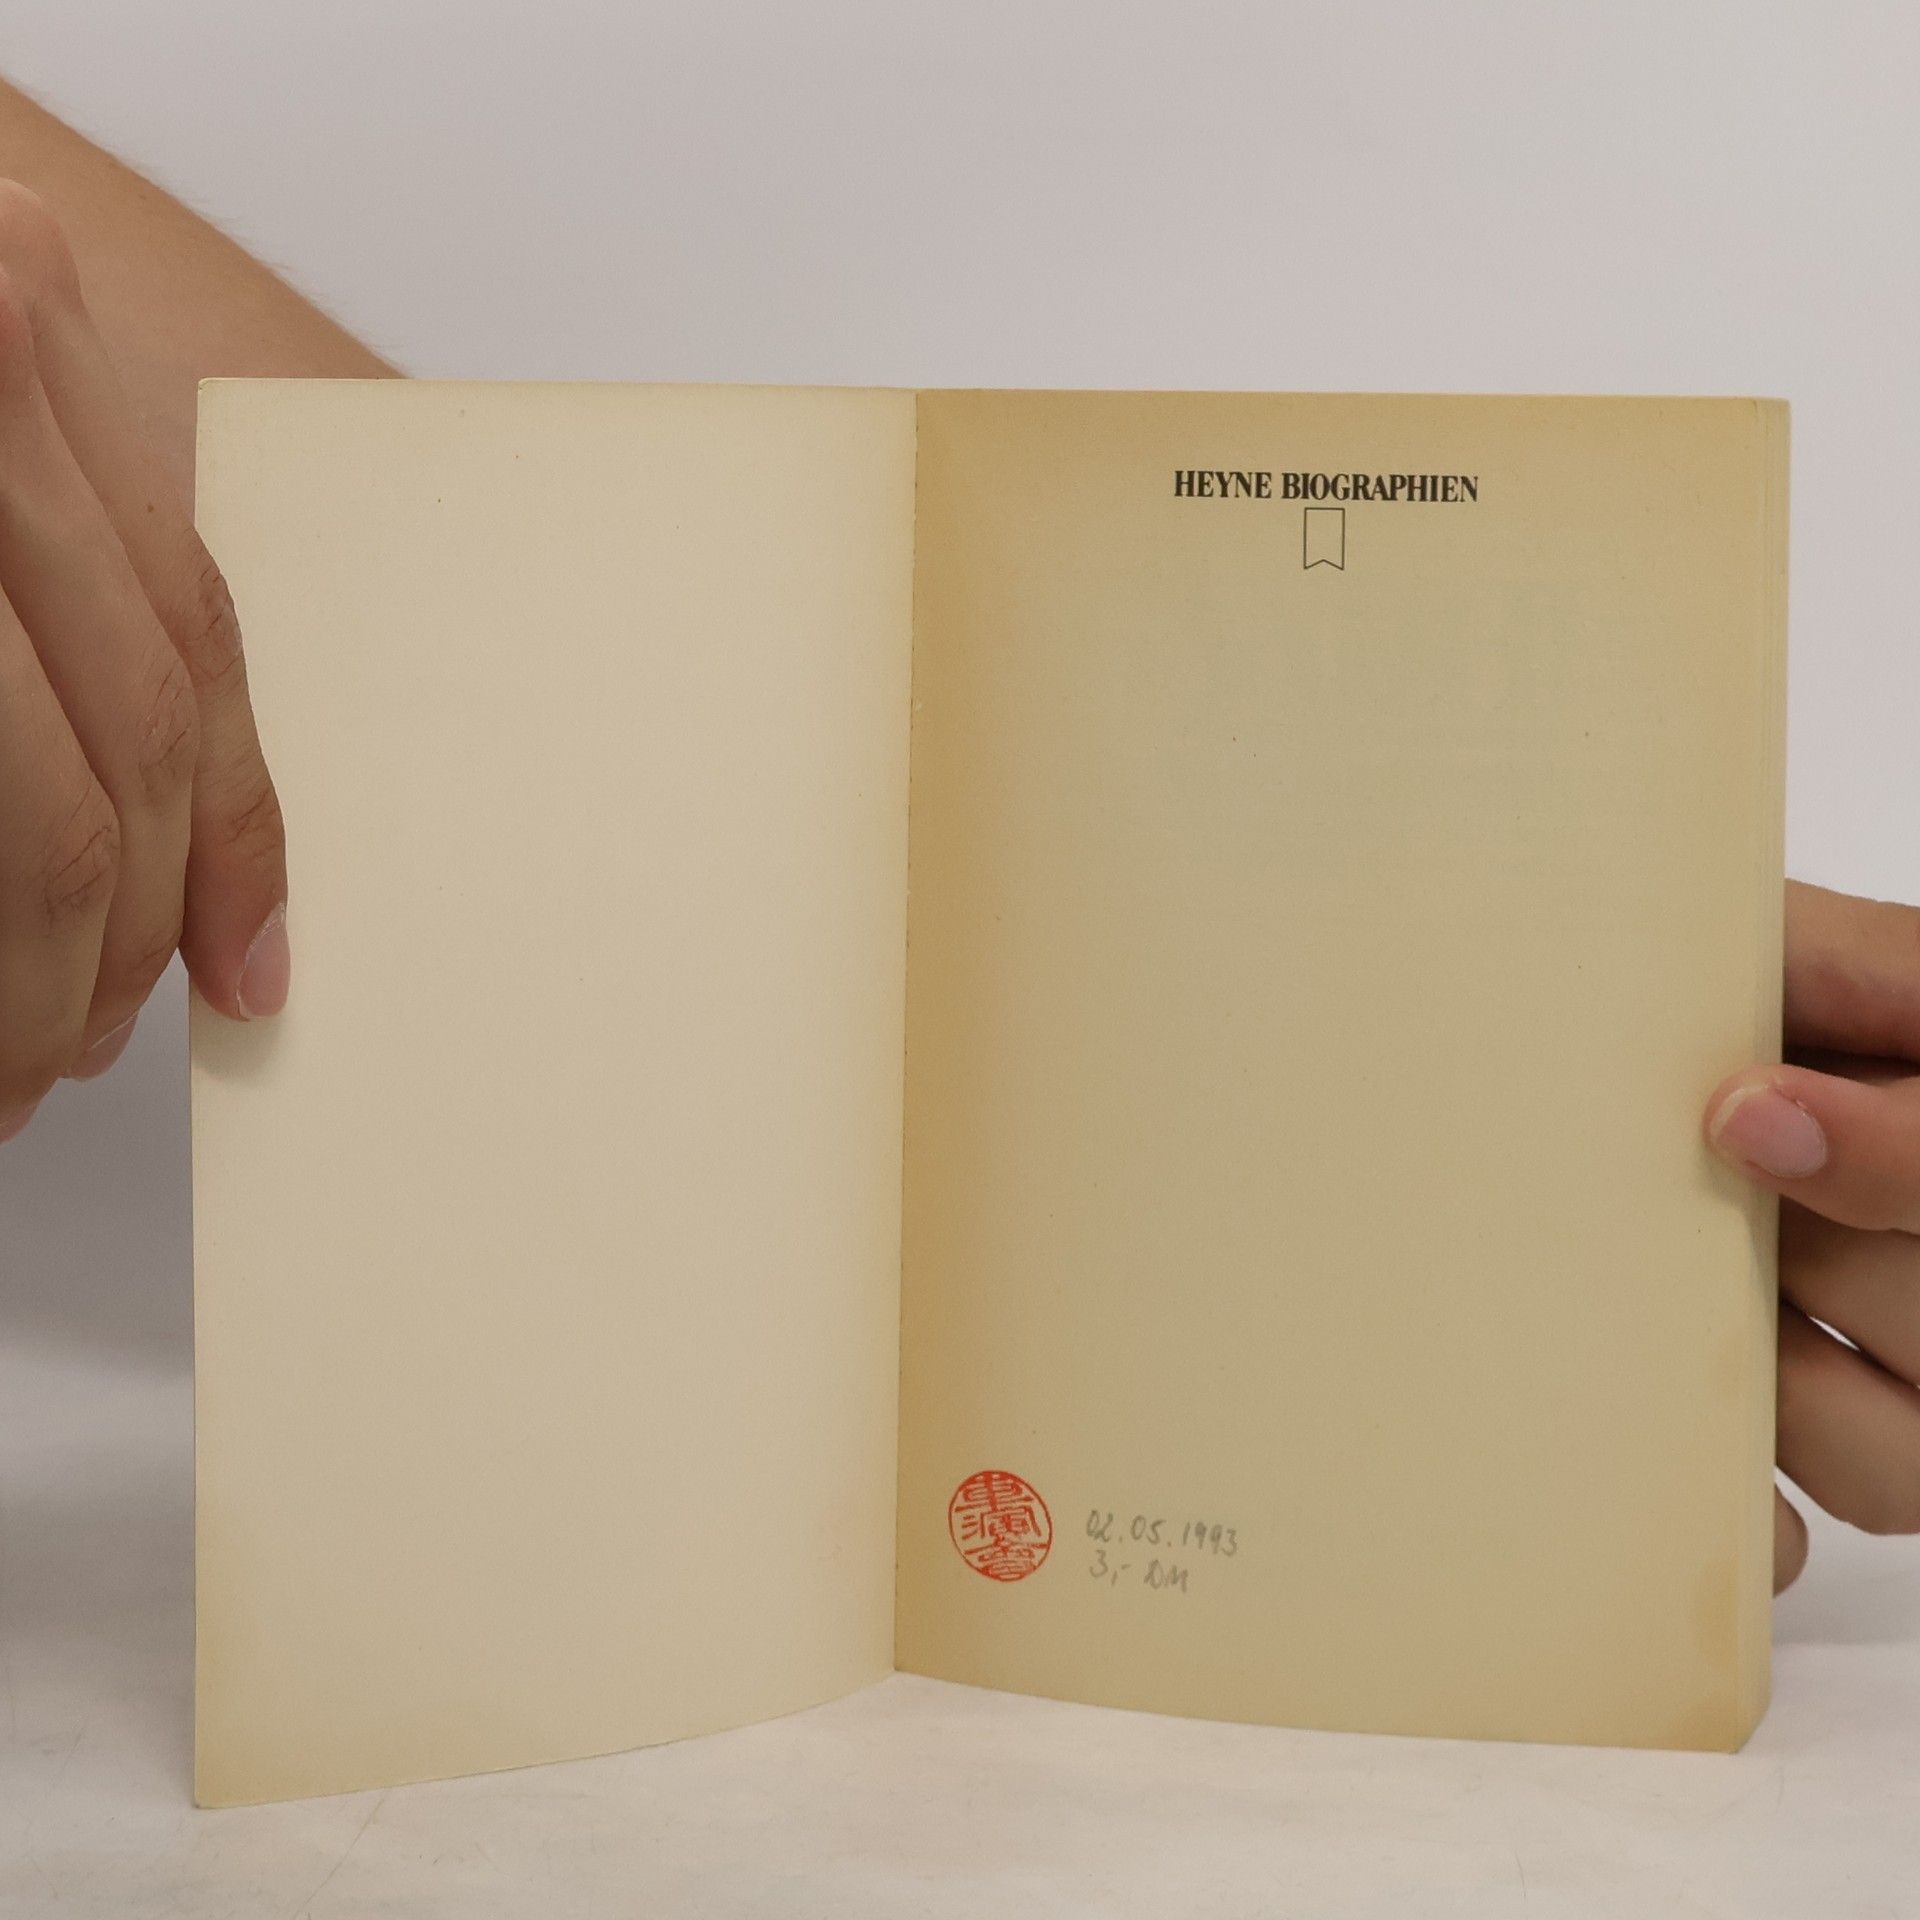 HEYNE BIOGRAPHIEN
02.05.1993
3,- DM